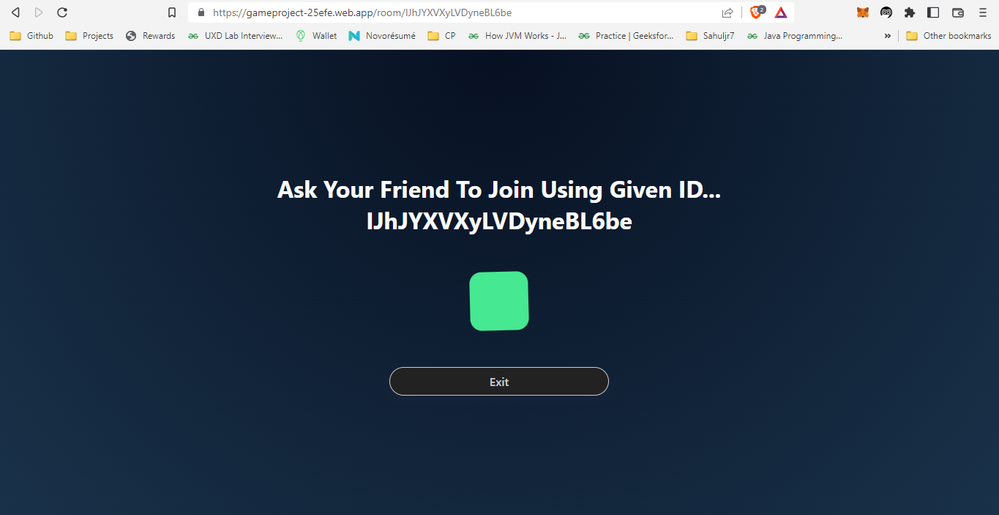 https://gameproject-25efe.web.app/room/IJhJYXVXyLVDyneBL6be
2
Github Projects Rewards UXD Lab Interview... Wallet Novorésumé CP How JVM Works - J... Practice | Geeksfor... Sahuljr7 Java Programming... » Other bookmarks
Ask Your Friend To Join Using Given ID...
IJhJYXVXyLVDyneBL6be
Exit